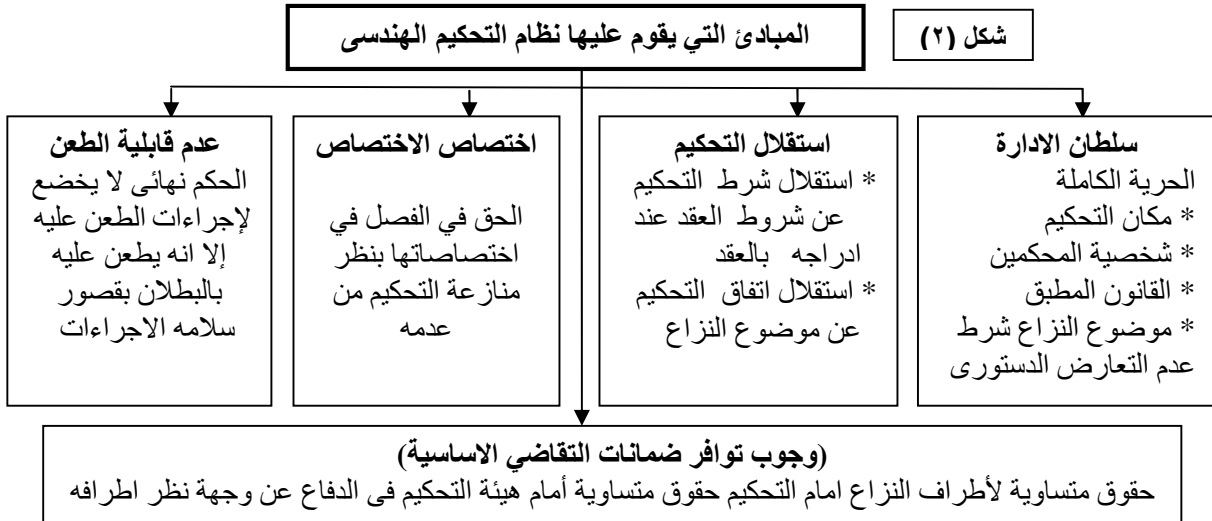 شكل (٢)
المبادئ التي يقوم عليها نظام التحكيم الهندسى
سلطان الادارة
الحرية الكاملة
* مكان التحكيم
* شخصية المحكمين
* القانون المطبق
* موضوع النزاع شرط
عدم التعارض الدستورى
استقلال التحكيم
* استقلال شرط التحكيم
عن شروط العقد عند
ادراجه بالعقد
* استقلال اتفاق التحكيم
عن موضوع النزاع
اختصاص الاختصاص
الحق في الفصل في
اختصاصاتها بنظر
منازعة التحكيم من
عدمه
عدم قابلية الطعن
الحكم نهائى لا يخضع
لإجراءات الطعن عليه
إلا انه يطعن عليه
بالبطلان بقصور
سلامه الاجراءات
(وجوب توافر ضمانات التقاضي الاساسية)
حقوق متساوية لأطراف النزاع امام التحكيم حقوق متساوية أمام هيئة التحكيم فى الدفاع عن وجهة نظر اطرافه